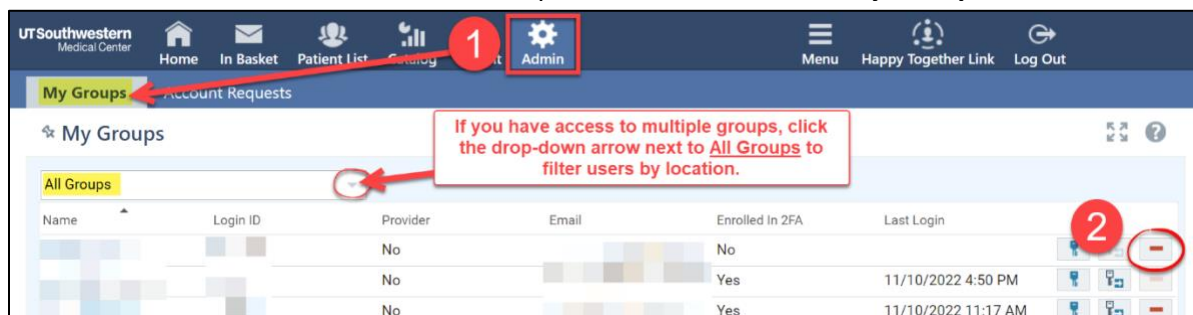 UTSouthwestern
Medical Center
Home In Basket Patient List Catalog Admin Menu Happy Together Link Log Out
1
My Groups Account Requests
My Groups
If you have access to multiple groups, click
the drop-down arrow next to All Groups to
filter users by location.
All Groups
Name Login ID Provider Email Enrolled In 2FA Last Login
2
No No
No Yes 11/10/2022 4:50 PM
No Yes 11/10/2022 11:17 AM